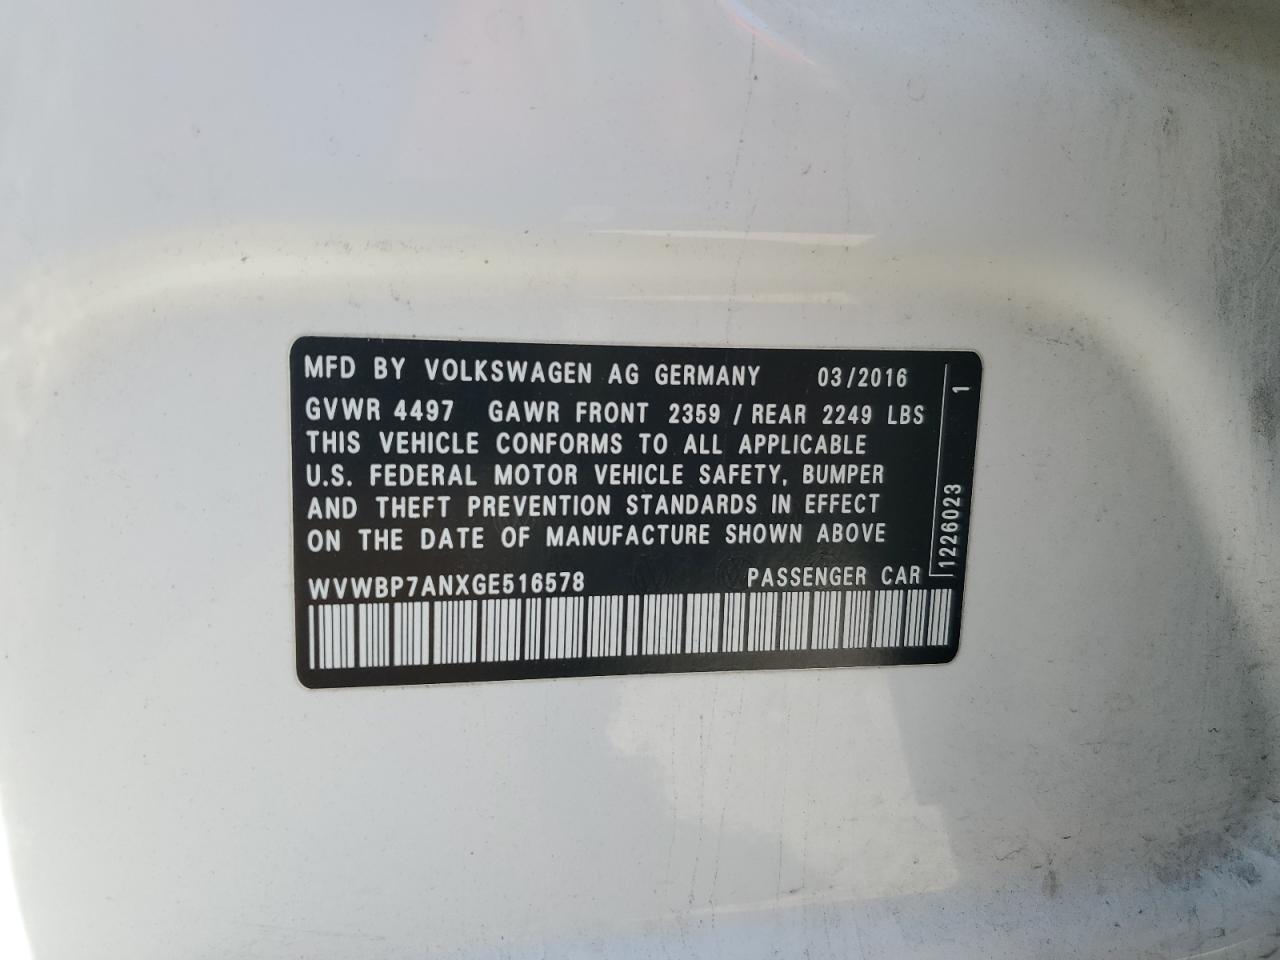 MFD BY VOLKSWAGEN AG GERMANY 03/2016
GVWR 4497 GAWR FRONT 2359 / REAR 2249 LBS
THIS VEHICLE CONFORMS TO ALL APPLICABLE
U.S. FEDERAL MOTOR VEHICLE SAFETY, BUMPER
AND THEFT PREVENTION STANDARDS IN EFFECT
ON THE DATE OF MANUFACTURE SHOWN ABOVE
WVWBP7ANXGE516578 PASSENGER CAR
1226023 1